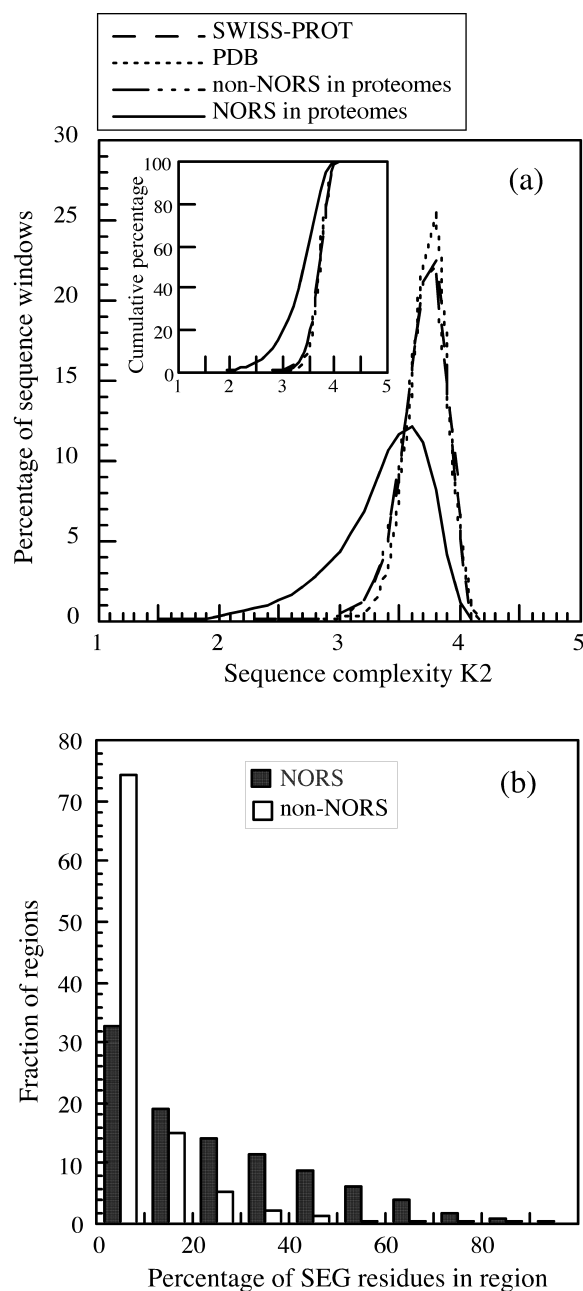 SWISS-PROT
PDB
non-NORS in proteomes
NORS in proteomes
(a)
Percentage of sequence windows
30
25
20
15
10
5
0
1 2 3 4 5
Sequence complexity K2
Cumulative percentage
100
80
60
40
20
0
1 2 3 4 5
(b)
NORS
non-NORS
Fraction of regions
80
70
60
50
40
30
20
10
0
0 20 40 60 80
Percentage of SEG residues in region